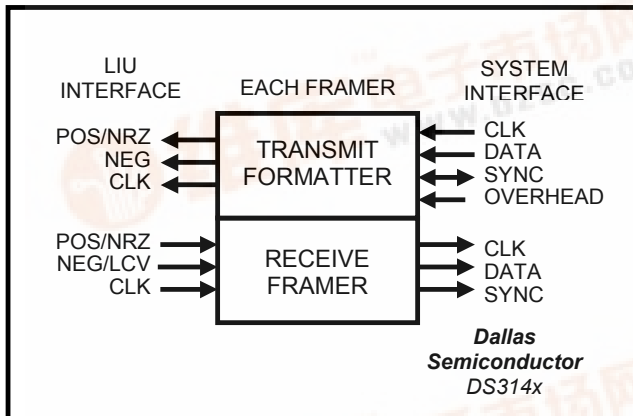 LIU
INTERFACE
EACH FRAMER
SYSTEM
INTERFACE
POS/NRZ
NEG
CLK
TRANSMIT
FORMATTER
CLK
DATA
SYNC
OVERHEAD
POS/NRZ
NEG/LCV
CLK
RECEIVE
FRAMER
CLK
DATA
SYNC
Dallas
Semiconductor
DS314x